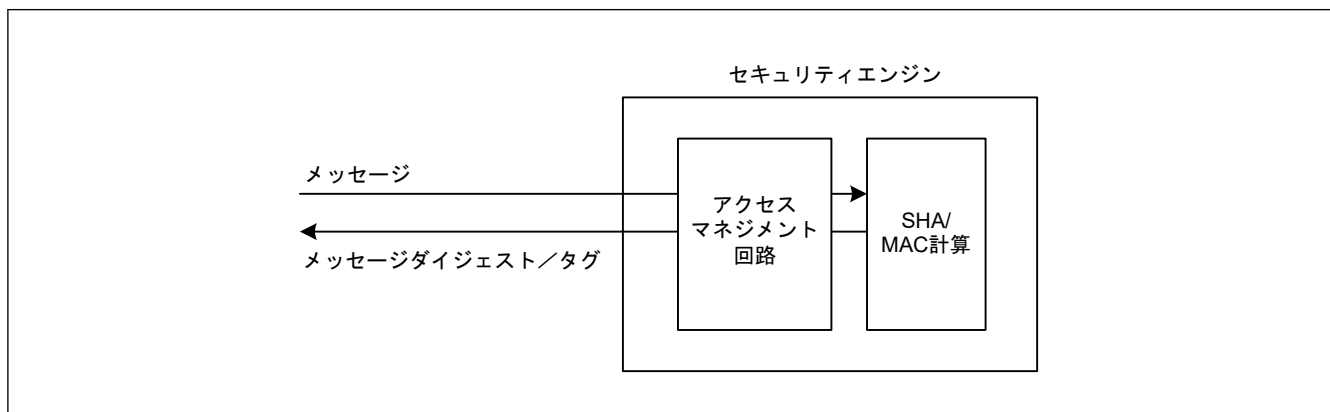 セキュリティエンジン
メッセージ
メッセージダイジェスト／タグ
アクセス
マネジメント
回路
SHA/
MAC計算